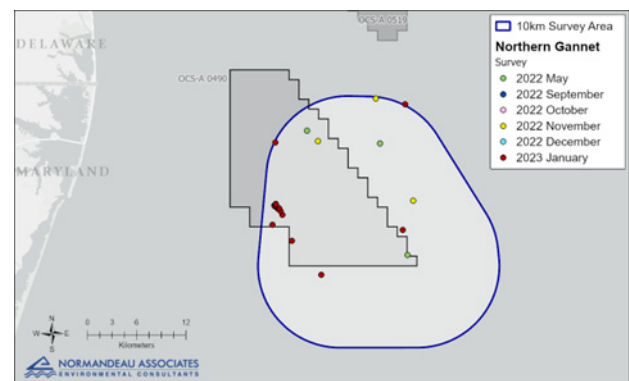 DELAWARE
OCS-A 0519
10km Survey Area
Northern Gannet
Survey
2022 May
2022 September
2022 October
2022 November
2022 December
2023 January
OCS-A 0490
MARYLAND
N
W E
S
0 3 6 12
Kilometers
NORMANDEAU ASSOCIATES
ENVIRONMENTAL CONSULTANTS